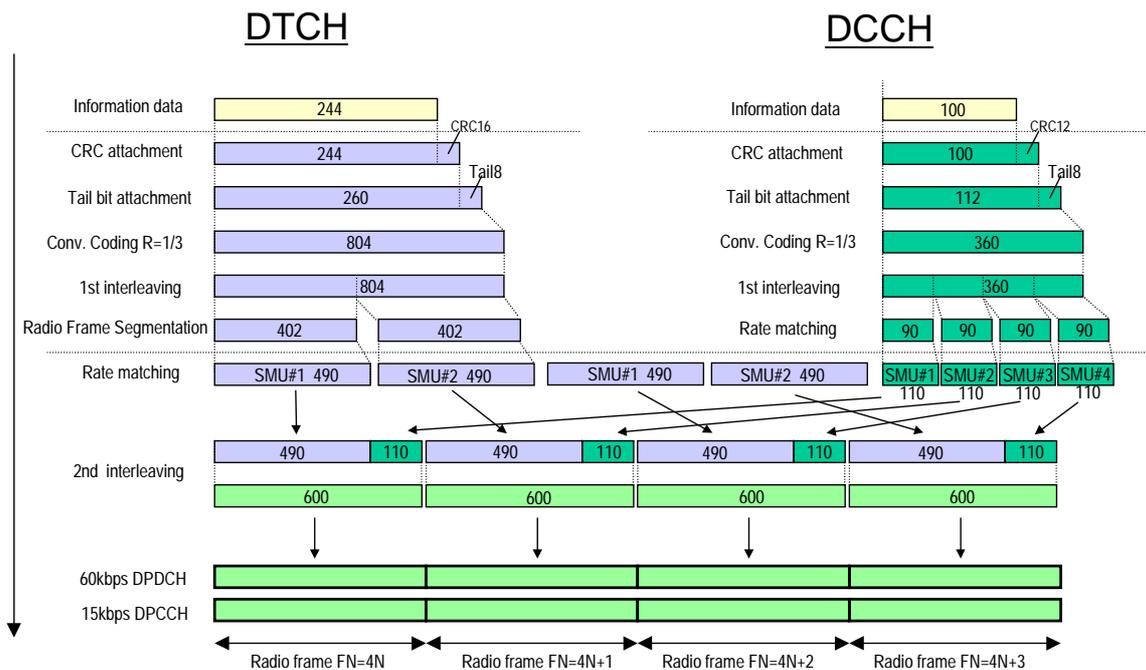 DTCH DCCH
Information data 244 Information data 100
CRC16 CRC12
CRC attachment 244 CRC attachment 100
Tail8 Tail8
Tail bit attachment 260 Tail bit attachment 112
Conv. Coding R=1/3 804 Conv. Coding R=1/3 360
1st interleaving 804 1st interleaving 360
Radio Frame Segmentation 402 402 Rate matching 90 90 90 90
Rate matching SMU#1 490 SMU#2 490 SMU#1 490 SMU#2 490 SMU#1 SMU#2 SMU#3 SMU#4
110 110 110 110
490 110 490 110 490 110 490 110
2nd interleaving
600 600 600 600
60kbps DPDCH
15kbps DPCCH
Radio frame FN=4N Radio frame FN=4N+1 Radio frame FN=4N+2 Radio frame FN=4N+3